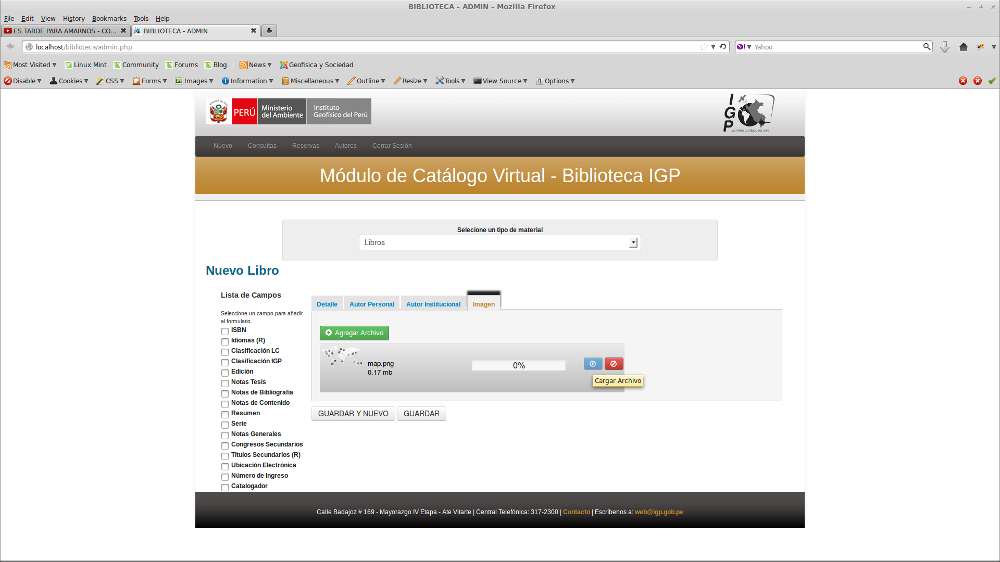 BIBLIOTECA - ADMIN - Mozilla Firefox
File Edit View History Bookmarks Tools Help
ES TARDE PARA AMARNOS - CO... BIBLIOTECA - ADMIN
localhost/biblioteca/admin.php Yahoo
Most Visited Linux Mint Community Forums Blog News Geofisica y Sociedad
Disable Cookies CSS Forms Images Information Miscellaneous Outline Resize Tools View Source Options
PERÚ Ministerio del Ambiente Instituto Geofísico del Perú
IGP
INSTITUTO GEOFÍSICO DEL PERÚ
Nuevo Consultas Reservas Autores Cerrar Sesión
Módulo de Catálogo Virtual - Biblioteca IGP
Selecione un tipo de material
Libros
Nuevo Libro
Lista de Campos
Seleccione un campo para añadir
al formulario.
ISBN
Idiomas (R)
Clasificación LC
Clasificación IGP
Edición
Notas Tesis
Notas de Bibliografía
Notas de Contenido
Resumen
Serie
Notas Generales
Congresos Secundarios
Titulos Secundarios (R)
Ubicación Electrónica
Número de Ingreso
Catalogador
Detalle Autor Personal Autor Institucional Imagen
Agregar Archivo
map.png
0.17 mb
0%
Cargar Archivo
GUARDAR Y NUEVO GUARDAR
Calle Badajoz # 169 - Mayorazgo IV Etapa - Ate Vitarte | Central Telefónica: 317-2300 | Contacto | Escríbenos a: web@igp.gob.pe